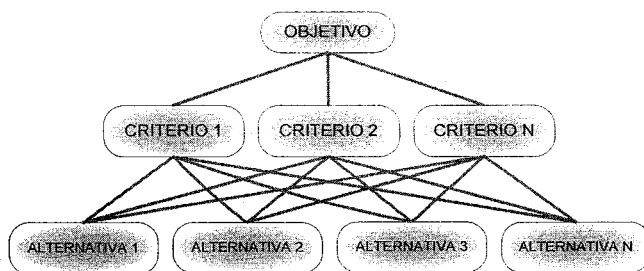 OBJETIVO
CRITERIO 1 CRITERIO 2 CRITERIO N
ALTERNATIVA 1 ALTERNATIVA 2 ALTERNATIVA 3 ALTERNATIVA N